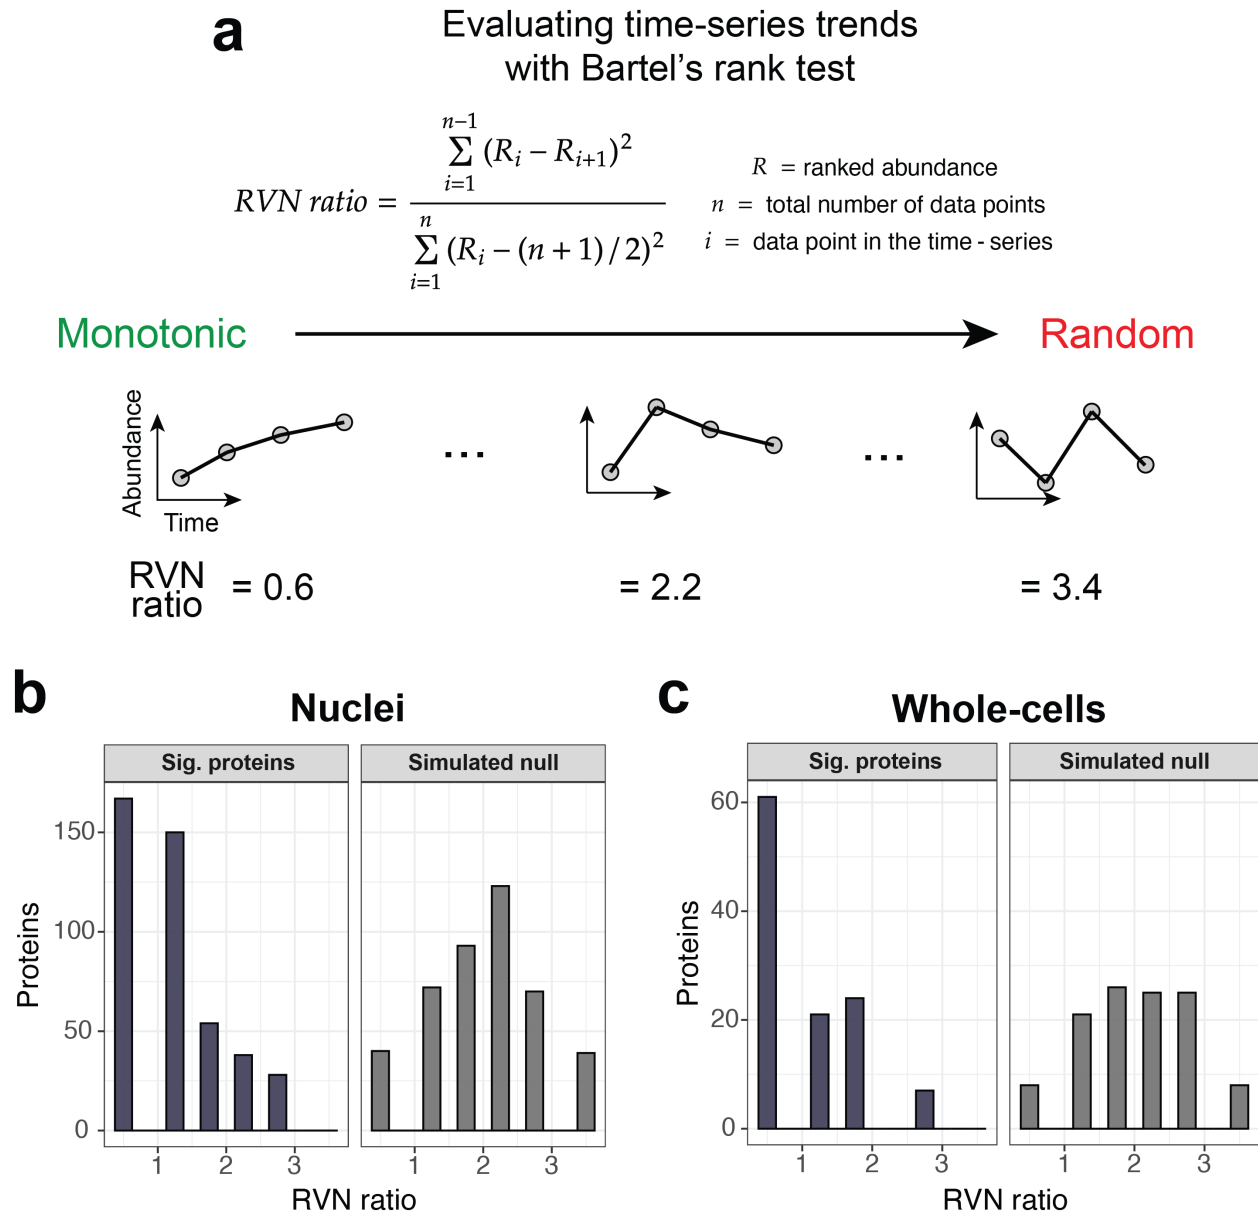 a
Evaluating time-series trends
with Bartel's rank test
n−1
Σ (Rᵢ − Rᵢ₊₁)²
i=1
RVN ratio =
n
Σ (Rᵢ − (n + 1)/2)²
i=1
R = ranked abundance
n = total number of data points
i = data point in the time - series
Monotonic
Random
Abundance
Time
...
...
RVN
ratio
= 0.6
= 2.2
= 3.4
b
Nuclei
Sig. proteins
Simulated null
Proteins
150
100
50
0
1 2 3
1 2 3
RVN ratio
c
Whole-cells
Sig. proteins
Simulated null
Proteins
60
40
20
0
1 2 3
1 2 3
RVN ratio